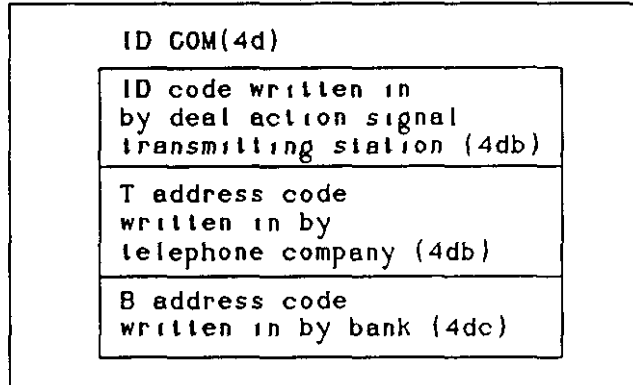 ID COM(4d)
ID code written in
by deal action signal
transmitting station (4db)
T address code
written in by
telephone company (4db)
B address code
written in by bank (4dc)